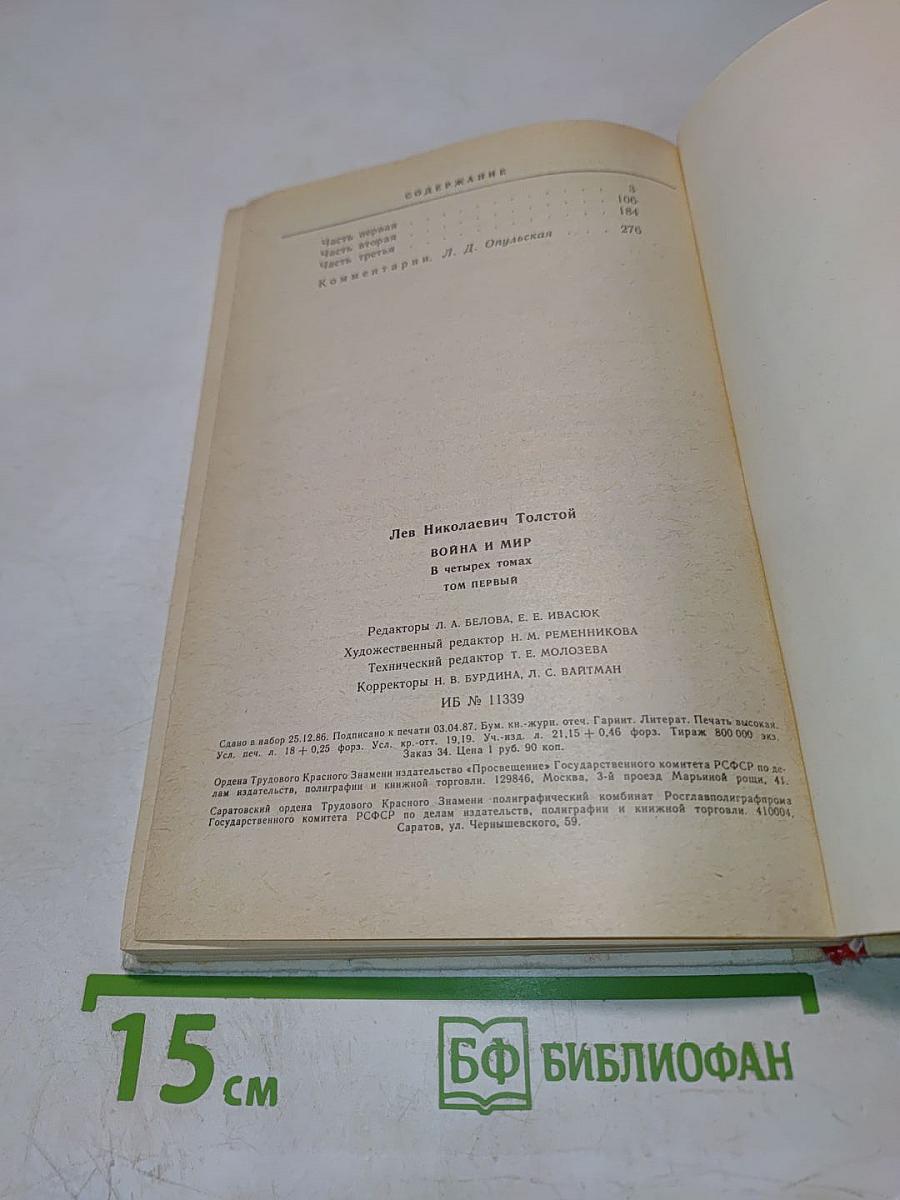 СОДЕРЖАНИЕ
Часть первая . . . . . . . . 3
Часть вторая . . . . . . . . 106
Часть третья . . . . . . . . 184
Комментарии. Л. Д. Опульская . . . . 276
Лев Николаевич Толстой
ВОЙНА И МИР
В четырех томах
ТОМ ПЕРВЫЙ
Редакторы Л. А. БЕЛОВА, Е. Е. ИВАСЮК
Художественный редактор Н. М. РЕМЕННИКОВА
Технический редактор Т. Е. МОЛОЗЕВА
Корректоры Н. В. БУРДИНА, Л. С. ВАЙТМАН
ИБ № 11339
Сдано в набор 25.12.86. Подписано к печати 03.04.87. Бум. кн.-журн. отеч. Гарнит. Литерат. Печать высокая.
Усл. печ. л. 18+0,25 форз. Усл. кр.-отт. 19,19. Уч.-изд. л. 21,15+0,46 форз. Тираж 800 000 экз.
Заказ 34. Цена 1 руб. 90 коп.
Ордена Трудового Красного Знамени издательство «Просвещение» Государственного комитета РСФСР по де-
лам издательств, полиграфии и книжной торговли. 129846, Москва, 3-й проезд Марьиной рощи, 41.
Саратовский ордена Трудового Красного Знамени полиграфический комбинат Росглавполиграфпрома
Государственного комитета РСФСР по делам издательств, полиграфии и книжной торговли. 410004,
Саратов, ул. Чернышевского, 59.
15 см
БФ БИБЛИОФАН